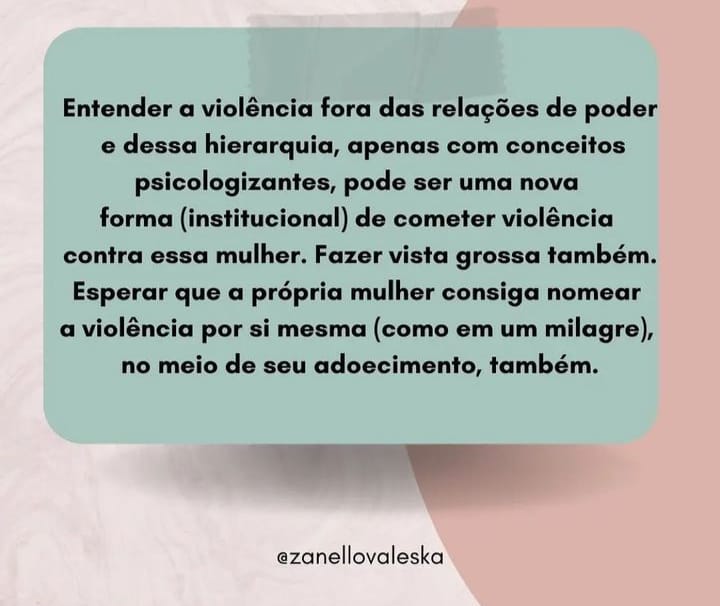 Entender a violência fora das relações de poder
e dessa hierarquia, apenas com conceitos
psicologizantes, pode ser uma nova
forma (institucional) de cometer violência
contra essa mulher. Fazer vista grossa também.
Esperar que a própria mulher consiga nomear
a violência por si mesma (como em um milagre),
no meio de seu adoecimento, também.
@zanellovaleska